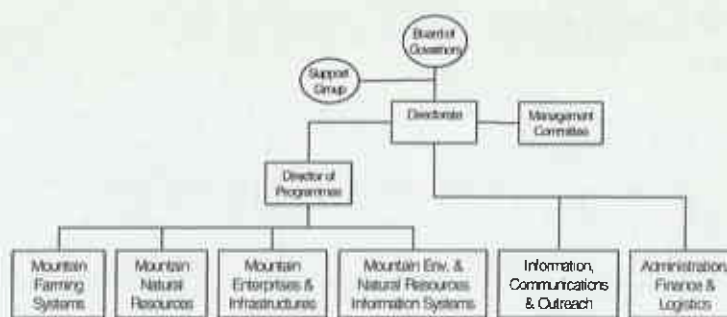 Board of
Governors
Support
Group
Directorate
Management
Committee
Director of
Programmes
Mountain
Farming
Systems
Mountain
Natural
Resources
Mountain
Enterprises &
Infrastructures
Mountain Env. &
Natural Resources
Information Systems
Information,
Communications
& Outreach
Administration,
Finance &
Logistics